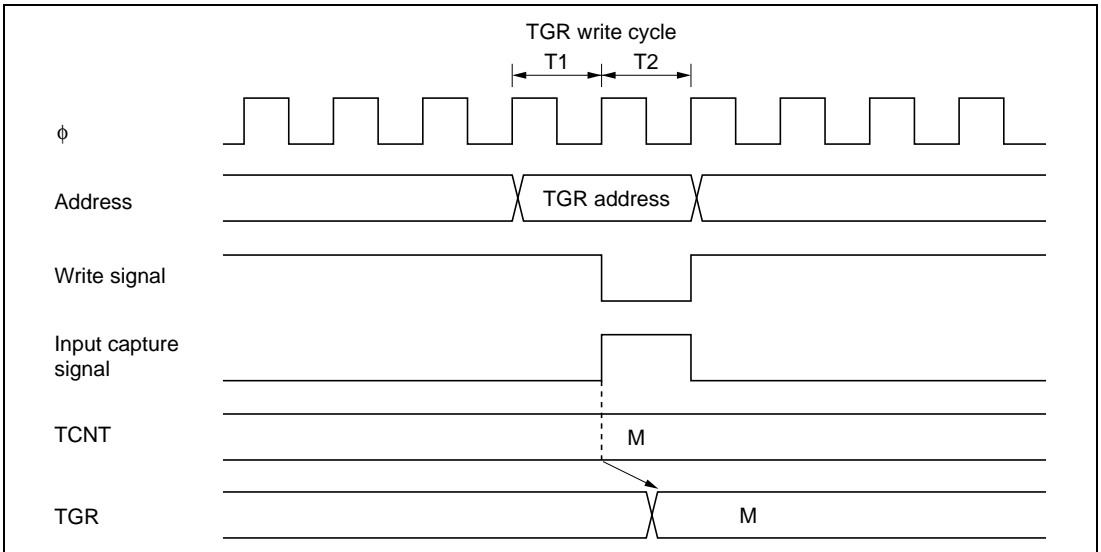 TGR write cycle
T1 T2
ϕ
Address
TGR address
Write signal
Input capture
signal
TCNT
M
TGR
M